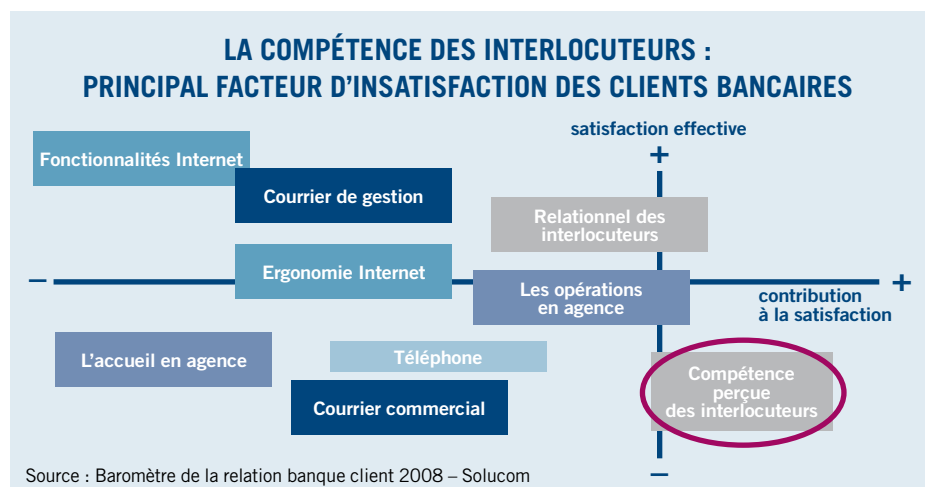 LA COMPÉTENCE DES INTERLOCUTEURS :
PRINCIPAL FACTEUR D'INSATISFACTION DES CLIENTS BANCAIRES
satisfaction effective
+
Fonctionnalités Internet
Courrier de gestion
Relationnel des
interlocuteurs
Ergonomie Internet
Les opérations
en agence
–
+
contribution
à la satisfaction
L'accueil en agence
Téléphone
Compétence
perçue
des interlocuteurs
Courrier commercial
–
Source : Baromètre de la relation banque client 2008 – Solucom